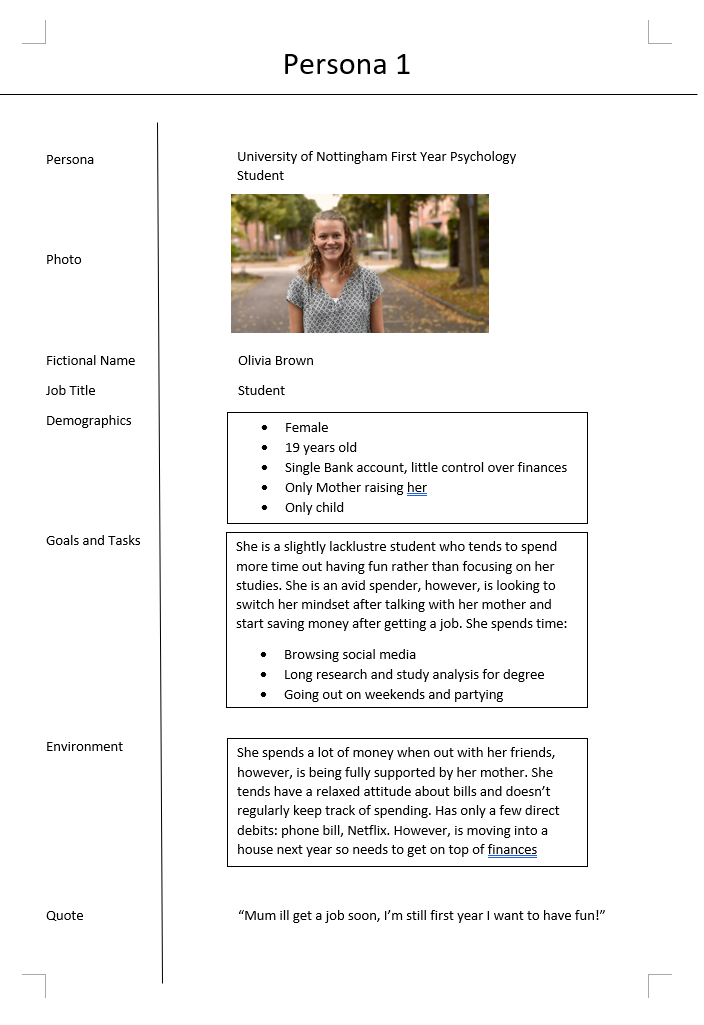 Persona 1
Persona
University of Nottingham First Year Psychology
Student
Photo
Fictional Name
Olivia Brown
Job Title
Student
Demographics
• Female
• 19 years old
• Single Bank account, little control over finances
• Only Mother raising her
• Only child
Goals and Tasks
She is a slightly lacklustre student who tends to spend
more time out having fun rather than focusing on her
studies. She is an avid spender, however, is looking to
switch her mindset after talking with her mother and
start saving money after getting a job. She spends time:
• Browsing social media
• Long research and study analysis for degree
• Going out on weekends and partying
Environment
She spends a lot of money when out with her friends,
however, is being fully supported by her mother. She
tends have a relaxed attitude about bills and doesn’t
regularly keep track of spending. Has only a few direct
debits: phone bill, Netflix. However, is moving into a
house next year so needs to get on top of finances
Quote
“Mum ill get a job soon, I’m still first year I want to have fun!”